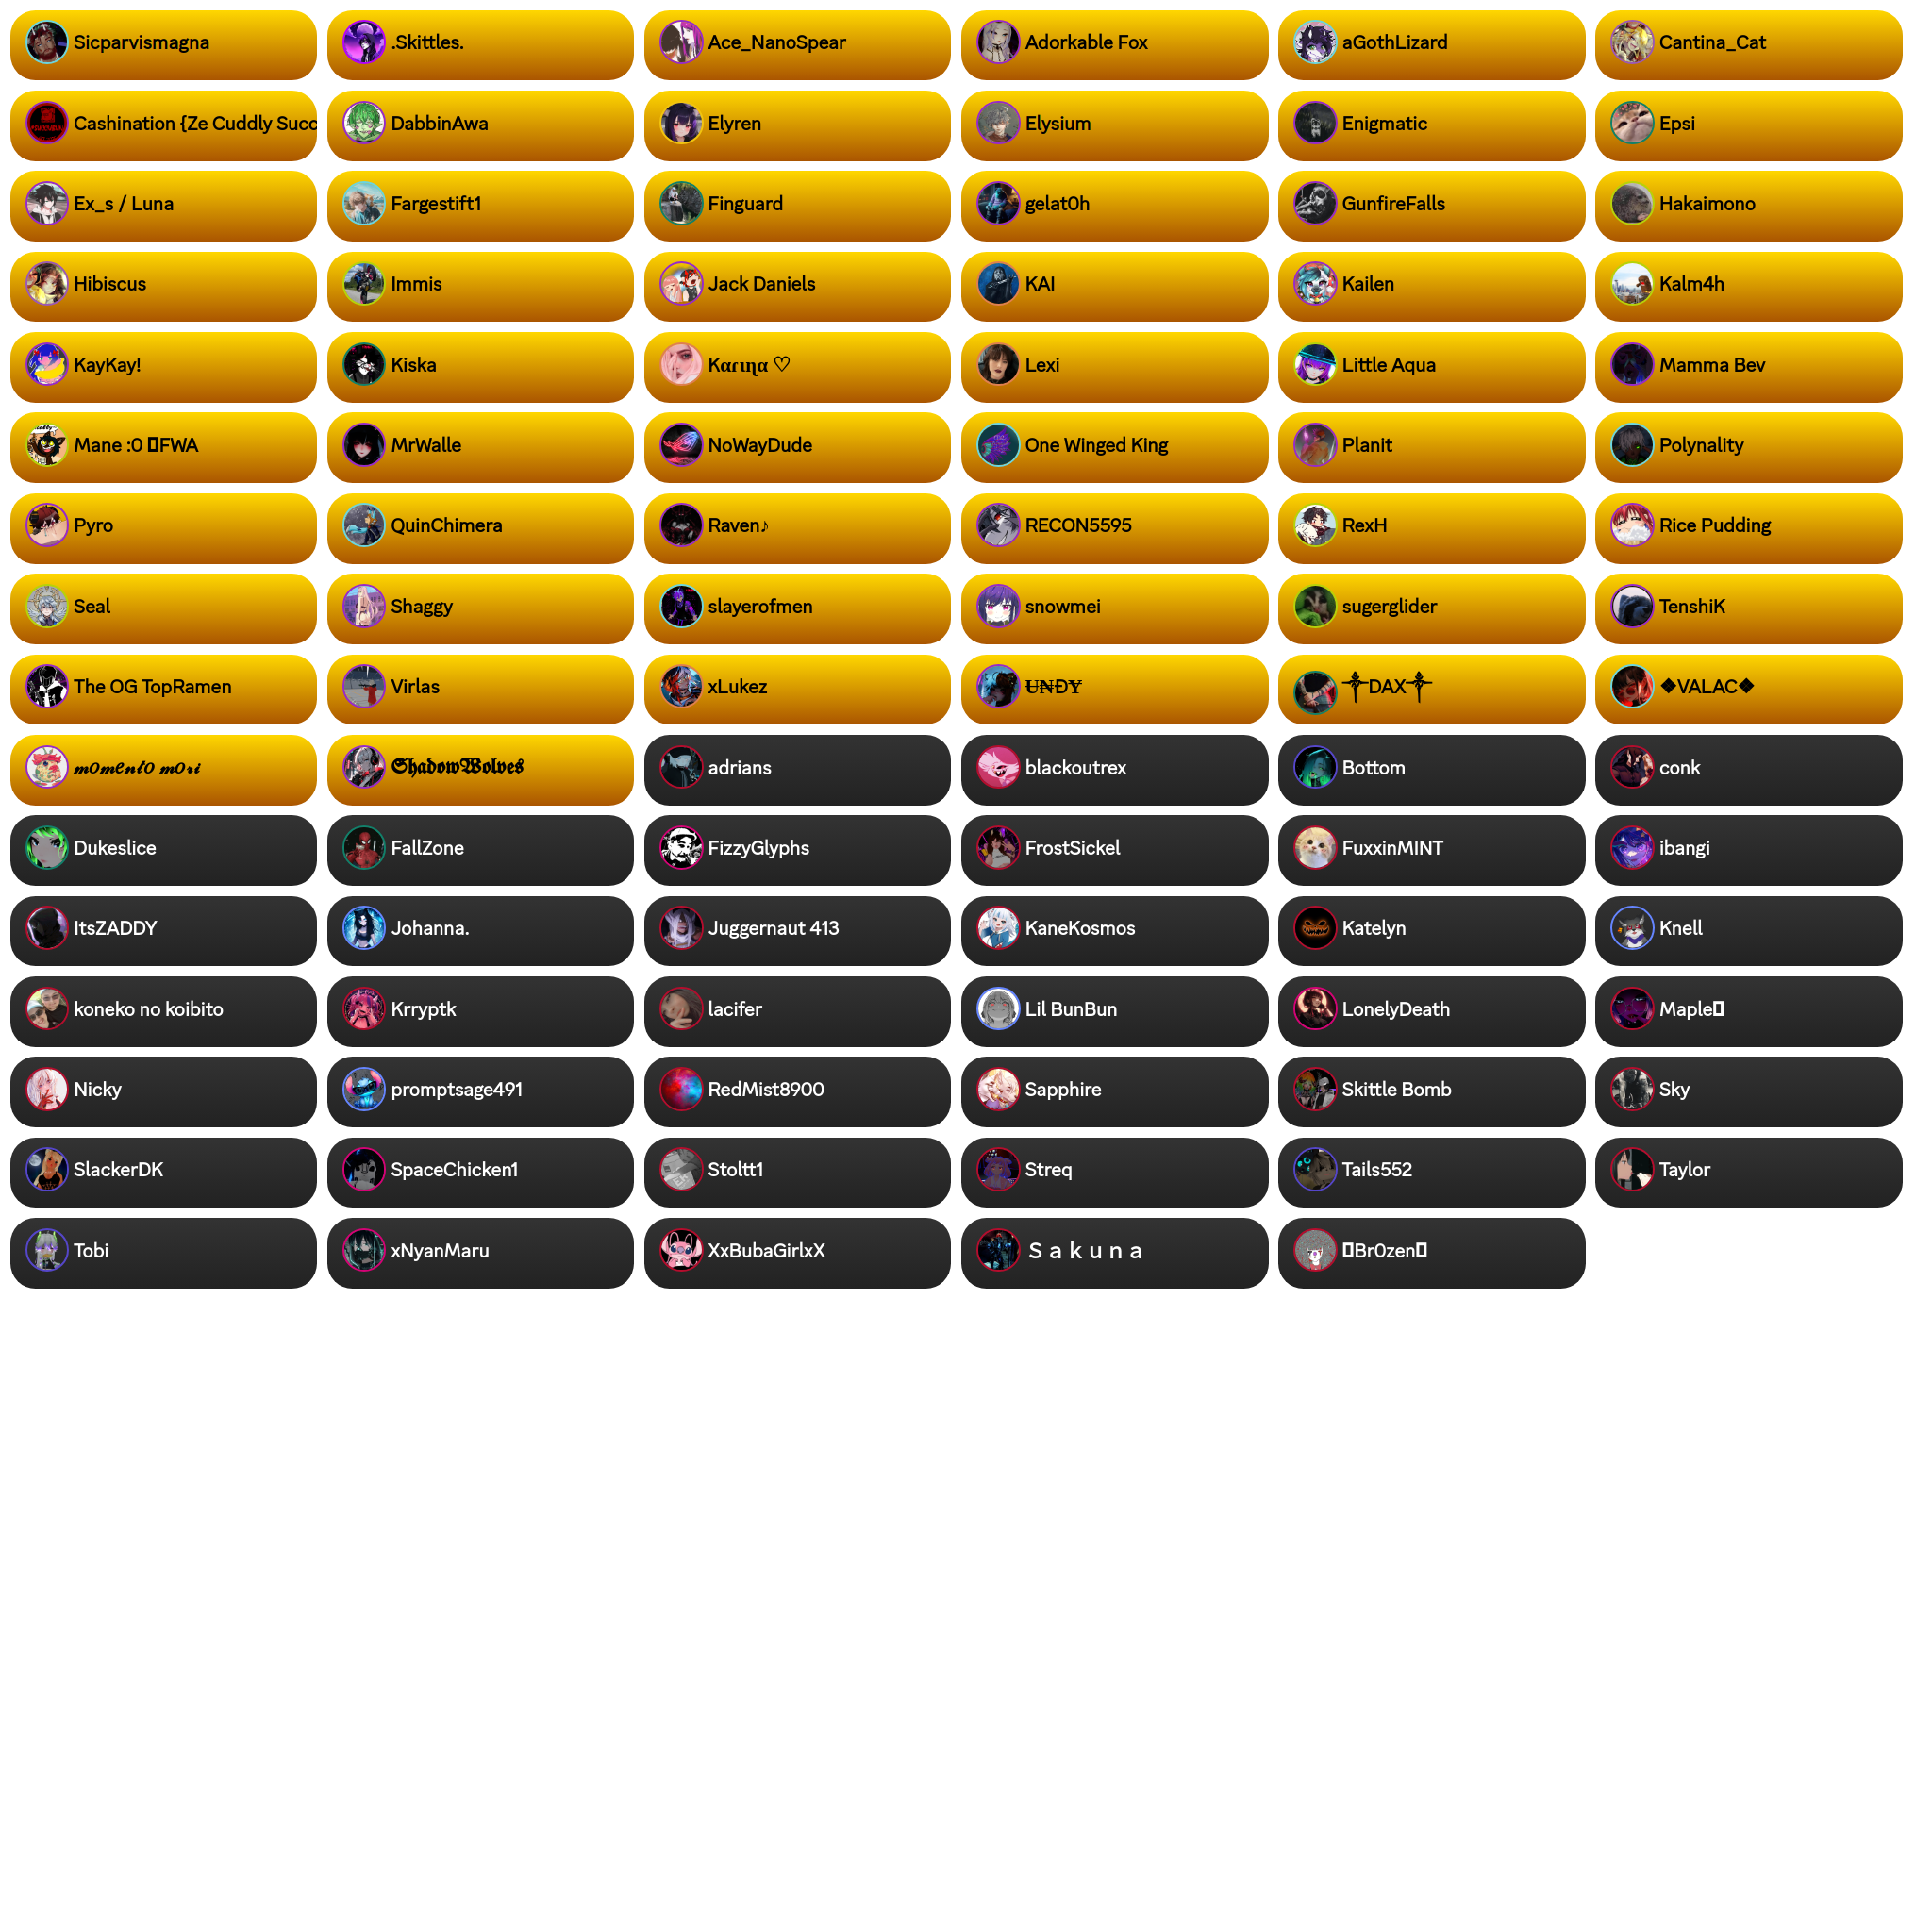 Sicparvismagna
.Skittles.
Ace_NanoSpear
Adorkable Fox
aGothLizard
Cantina_Cat
Cashination {Ze Cuddly Succ
DabbinAwa
Elyren
Elysium
Enigmatic
Epsi
Ex_s / Luna
Fargestift1
Finguard
gelat0h
GunfireFalls
Hakaimono
Hibiscus
Immis
Jack Daniels
KAI
Kailen
Kalm4h
KayKay!
Kiska
Kαɾιɳα ♡
Lexi
Little Aqua
Mamma Bev
Mane :0 FWA
MrWalle
NoWayDude
One Winged King
Planit
Polynality
Pyro
QuinChimera
Raven♪
RECON5595
RexH
Rice Pudding
Seal
Shaggy
slayerofmen
snowmei
sugerglider
TenshiK
The OG TopRamen
Virlas
xLukez
U̶N̶ĐY̶
⸸DAX⸸
❖VALAC❖
𝓶𝓸𝓶𝓮𝓷𝓽𝓸 𝓶𝓸𝓻𝓲
𝕾𝖍𝖆𝖉𝖔𝖜𝖂𝖔𝖑𝖛𝖊𝖘
adrians
blackoutrex
Bottom
conk
Dukeslice
FallZone
FizzyGlyphs
FrostSickel
FuxxinMINT
ibangi
ItsZADDY
Johanna.
Juggernaut 413
KaneKosmos
Katelyn
Knell
koneko no koibito
Krryptk
lacifer
Lil BunBun
LonelyDeath
Maple
Nicky
promptsage491
RedMist8900
Sapphire
Skittle Bomb
Sky
SlackerDK
SpaceChicken1
Stoltt1
Streq
Tails552
Taylor
Tobi
xNyanMaru
XxBubaGirlxX
Ｓａｋｕｎａ
Br0zen